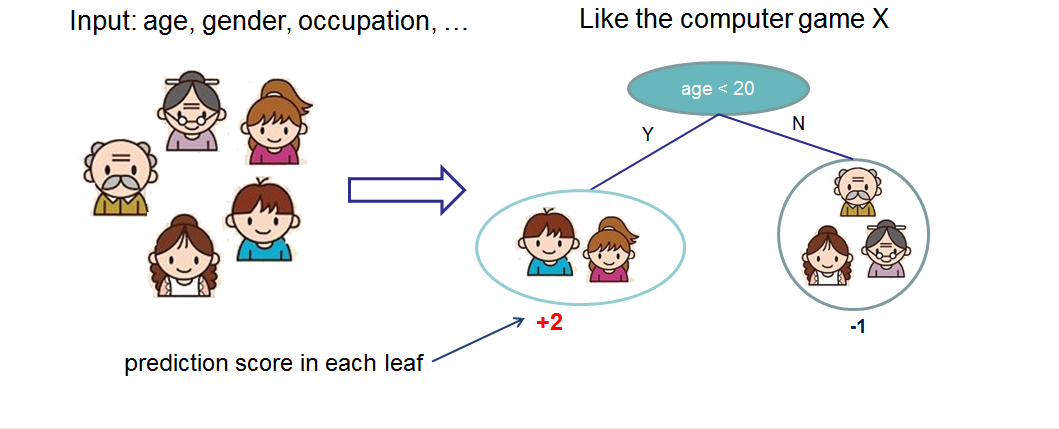 Input: age, gender, occupation, …
Like the computer game X
age < 20
Y
N
+2
-1
prediction score in each leaf